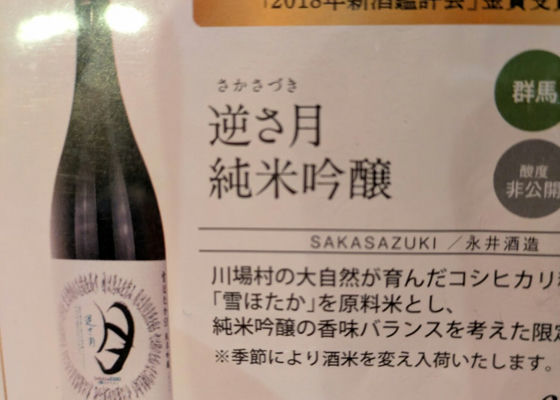 「2018年新酒鑑評会」金賞受賞
さかさづき
逆さ月
純米吟醸
群馬
酸度
非公開
SAKASAZUKI ／永井酒造
川場村の大自然が育んだコシヒカリ
「雪ほたか」を原料米とし、
純米吟醸の香味バランスを考えた限定
※季節により酒米を変え入荷いたします。
逆さ月
月